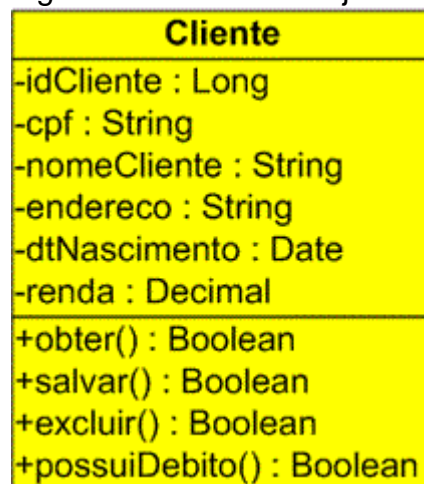 Cliente
-idCliente : Long
-cpf : String
-nomeCliente : String
-endereco : String
-dtNascimento : Date
-renda : Decimal
+obter() : Boolean
+salvar() : Boolean
+excluir() : Boolean
+possuiDebito() : Boolean